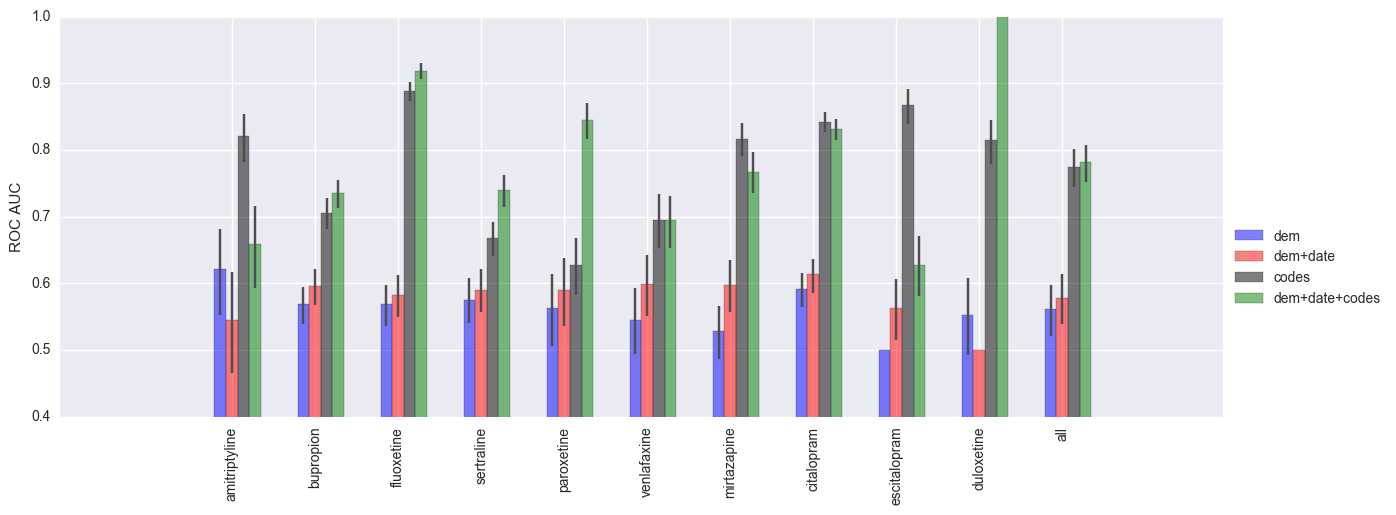 1.0
0.9
0.8
0.7
0.6
0.5
0.4
ROC AUC
amitriptyline
bupropion
fluoxetine
sertraline
paroxetine
venlafaxine
mirtazapine
citalopram
escitalopram
duloxetine
all
dem
dem+date
codes
dem+date+codes